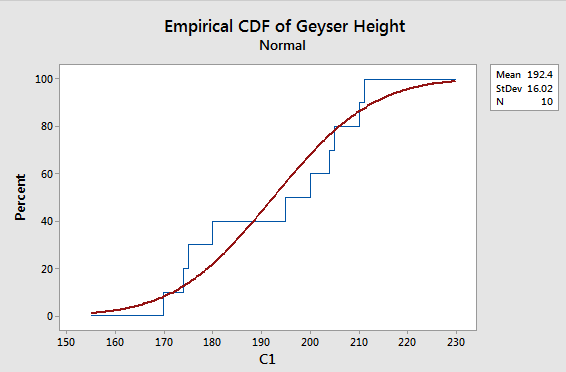 Empirical CDF of Geyser Height
Normal
Mean 192.4
StDev 16.02
N 10
Percent
100
80
60
40
20
0
150 160 170 180 190 200 210 220 230
C1